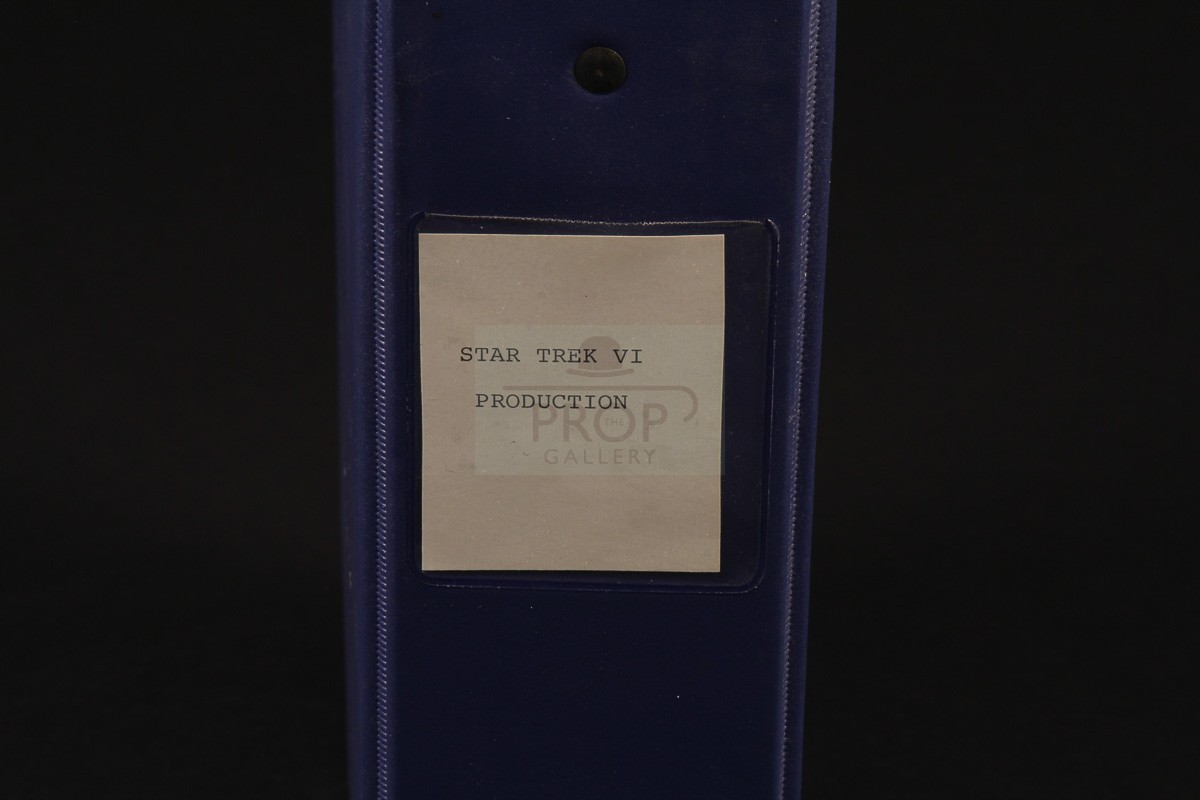 STAR TREK VI
PRODUCTION
THE
PROP
GALLERY